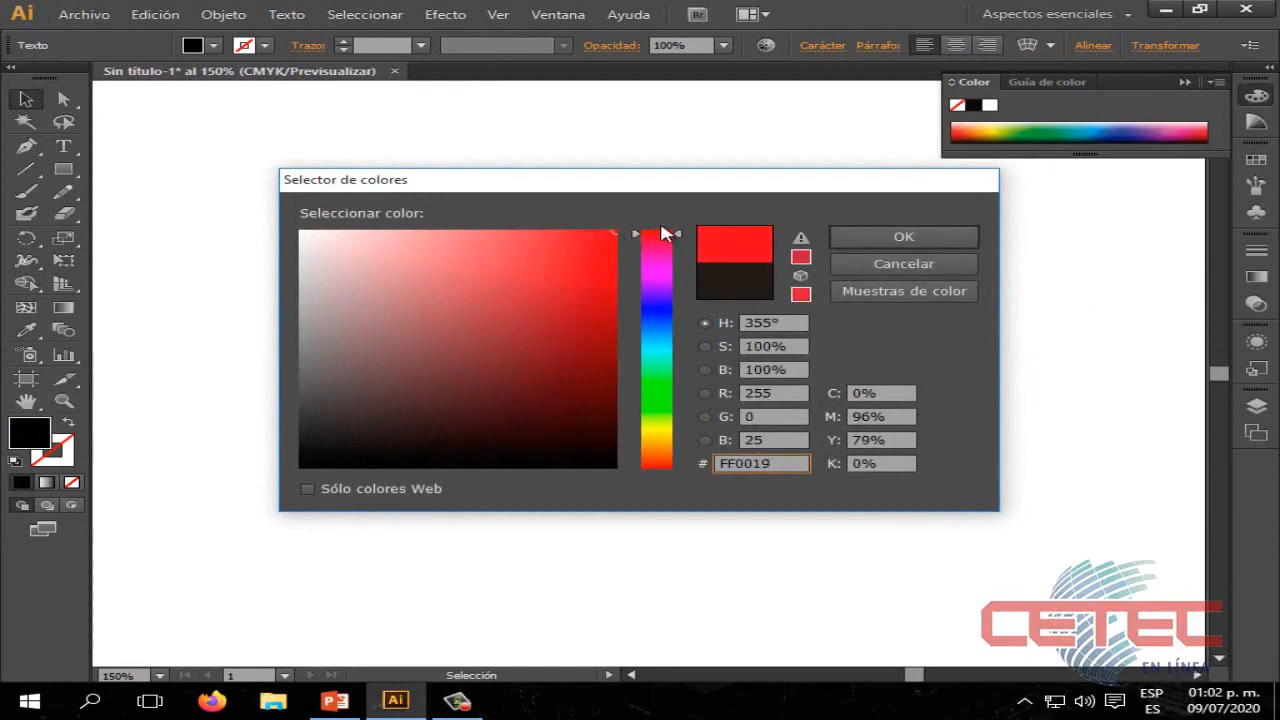 Ai Archivo Edición Objeto Texto Seleccionar Efecto Ver Ventana Ayuda Br Aspectos esenciales
Texto Trazo: Opacidad: 100% Carácter Párrafo: Alinear Transformar
Sin título-1* al 150% (CMYK/Previsualizar) ×
Color Guía de color
Selector de colores
Seleccionar color:
OK
Cancelar
Muestras de color
H: 355°
S: 100%
B: 100%
R: 255 C: 0%
G: 0 M: 96%
B: 25 Y: 79%
# FF0019 K: 0%
Sólo colores Web
CETEC
EN LÍNEA
150% 1 Selección
Ai ESP 01:02 p. m.
ES 09/07/2020